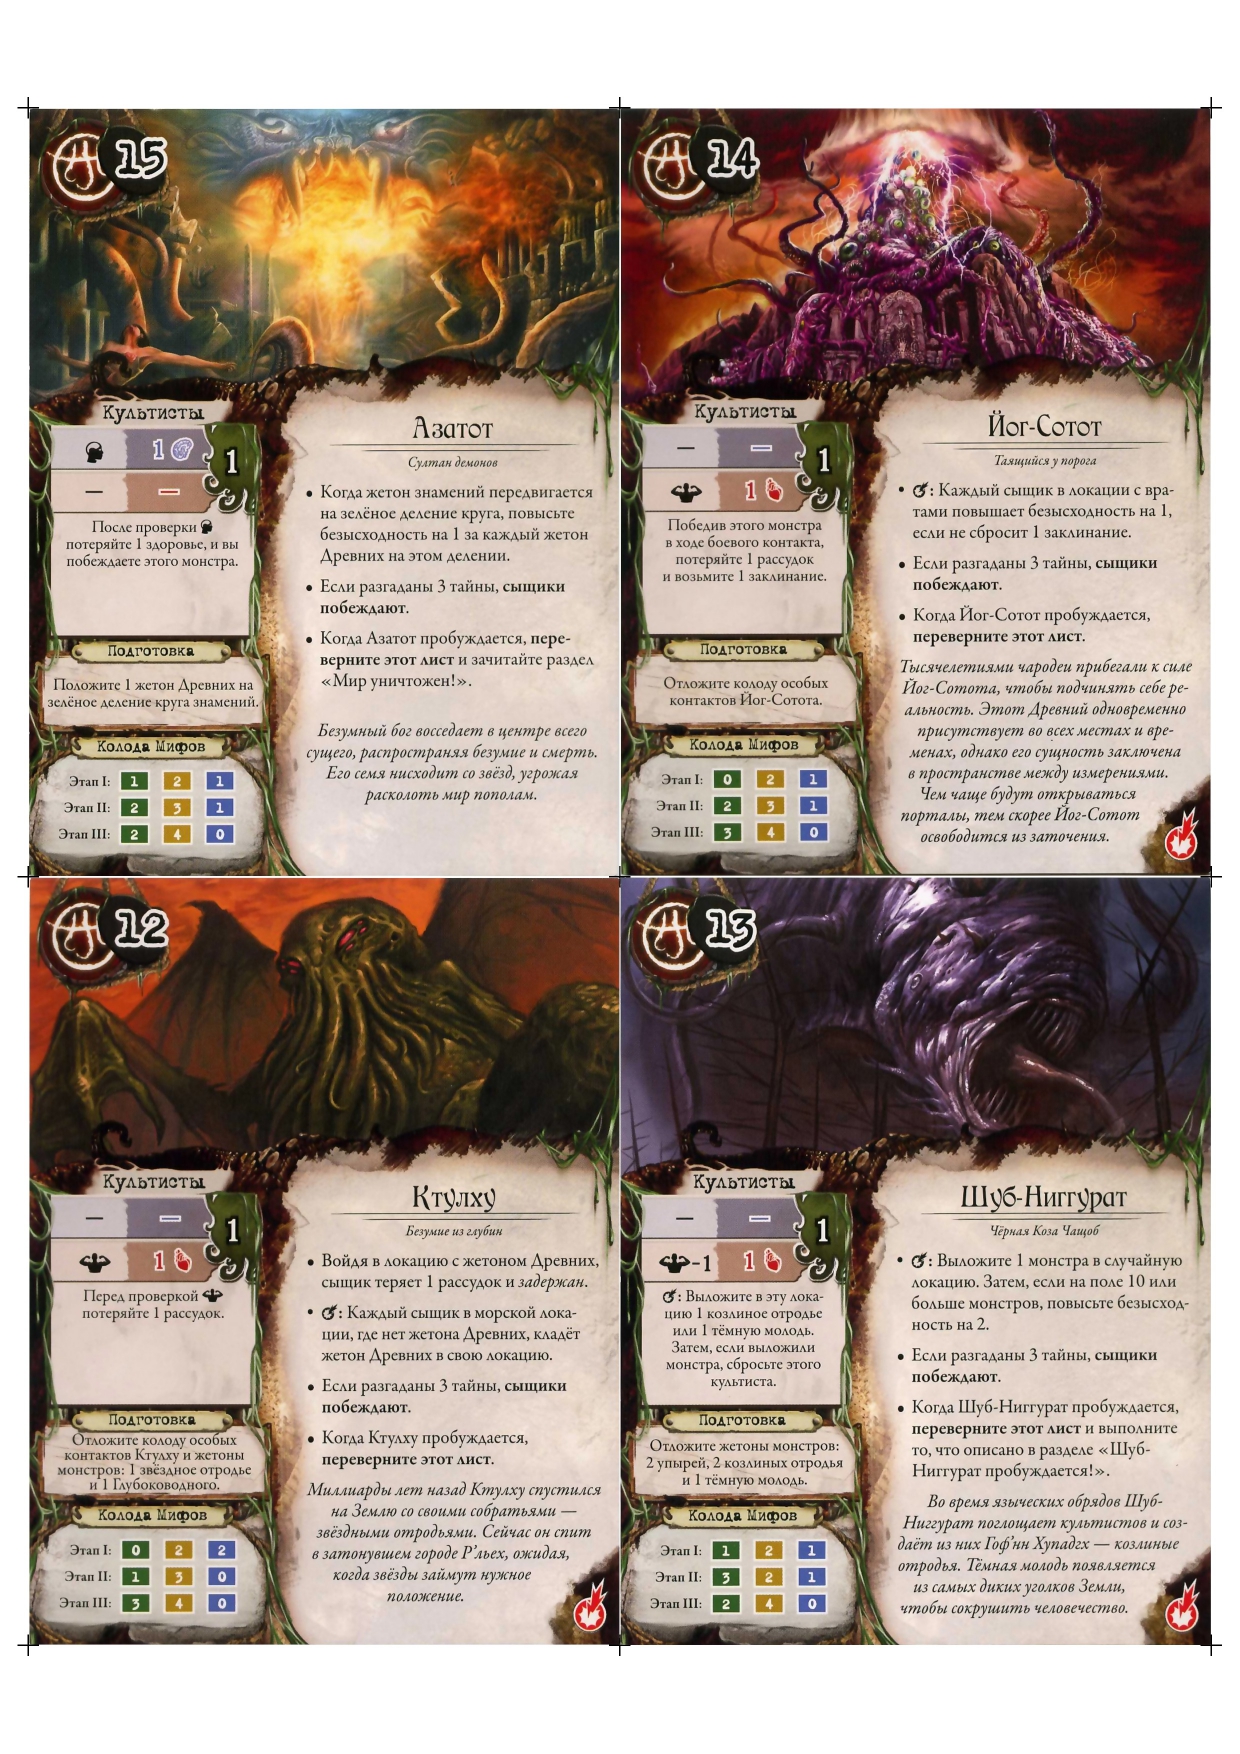 15
Культисты
1
1
—
—
После проверки
потеряйте 1 здоровье, и вы
побеждаете этого монстра.
Подготовка
Положите 1 жетон Древних на
зелёное деление круга знамений.
Колода Мифов
Этап I: 1 2 1
Этап II: 2 3 1
Этап III: 2 4 0
Азатот
Султан демонов
• Когда жетон знамений передвигается
на зелёное деление круга, повысьте
безысходность на 1 за каждый жетон
Древних на этом делении.
• Если разгаданы 3 тайны, сыщики
побеждают.
• Когда Азатот пробуждается, пере-
верните этот лист и зачитайте раздел
«Мир уничтожен!».
Безумный бог восседает в центре всего
сущего, распространяя безумие и смерть.
Его семя нисходит со звёзд, угрожая
расколоть мир пополам.
14
Культисты
—
—
1
1
Победив этого монстра
в ходе боевого контакта,
потеряйте 1 рассудок
и возьмите 1 заклинание.
Подготовка
Отложите колоду особых
контактов Йог-Сотота.
Колода Мифов
Этап I: 0 2 1
Этап II: 2 3 1
Этап III: 3 4 0
Йог-Сотот
Таящийся у порога
• : Каждый сыщик в локации с вра-
тами повышает безысходность на 1,
если не сбросит 1 заклинание.
• Если разгаданы 3 тайны, сыщики
побеждают.
• Когда Йог-Сотот пробуждается,
переверните этот лист.
Тысячелетиями чародеи прибегали к силе
Йог-Сотота, чтобы подчинять себе ре-
альность. Этот Древний одновременно
присутствует во всех местах и вре-
менах, однако его сущность заключена
в пространстве между измерениями.
Чем чаще будут открываться
порталы, тем скорее Йог-Сотот
освободится из заточения.
12
Культисты
—
—
1
1
Перед проверкой
потеряйте 1 рассудок.
Подготовка
Отложите колоду особых
контактов Ктулху и жетоны
монстров: 1 звёздное отродье
и 1 Глубоководного.
Колода Мифов
Этап I: 0 2 2
Этап II: 1 3 0
Этап III: 3 4 0
Ктулху
Безумие из глубин
• Войдя в локацию с жетоном Древних,
сыщик теряет 1 рассудок и задержан.
• : Каждый сыщик в морской лока-
ции, где нет жетона Древних, кладёт
жетон Древних в свою локацию.
• Если разгаданы 3 тайны, сыщики
побеждают.
• Когда Ктулху пробуждается,
переверните этот лист.
Миллиарды лет назад Ктулху спустился
на Землю со своими собратьями —
звёздными отродьями. Сейчас он спит
в затонувшем городе Р’льех, ожидая,
когда звёзды займут нужное
положение.
13
Культисты
—
—
1
-1 1
: Выложите в эту лока-
цию 1 козлиное отродье
или 1 тёмную молодь.
Затем, если выложили
монстра, сбросьте этого
культиста.
Подготовка
Отложите жетоны монстров:
2 упырей, 2 козлиных отродья
и 1 тёмную молодь.
Колода Мифов
Этап I: 1 2 1
Этап II: 3 2 1
Этап III: 2 4 0
Шуб-Ниггурат
Чёрная Коза Чащоб
• : Выложите 1 монстра в случайную
локацию. Затем, если на поле 10 или
больше монстров, повысьте безысход-
ность на 2.
• Если разгаданы 3 тайны, сыщики
побеждают.
• Когда Шуб-Ниггурат пробуждается,
переверните этот лист и выполните
то, что описано в разделе «Шуб-
Ниггурат пробуждается!».
Во время языческих обрядов Шуб-
Ниггурат поглощает культистов и соз-
даёт из них Гоф’нн Хупадгх — козлиные
отродья. Тёмная молодь появляется
из самых диких уголков Земли,
чтобы сокрушить человечество.